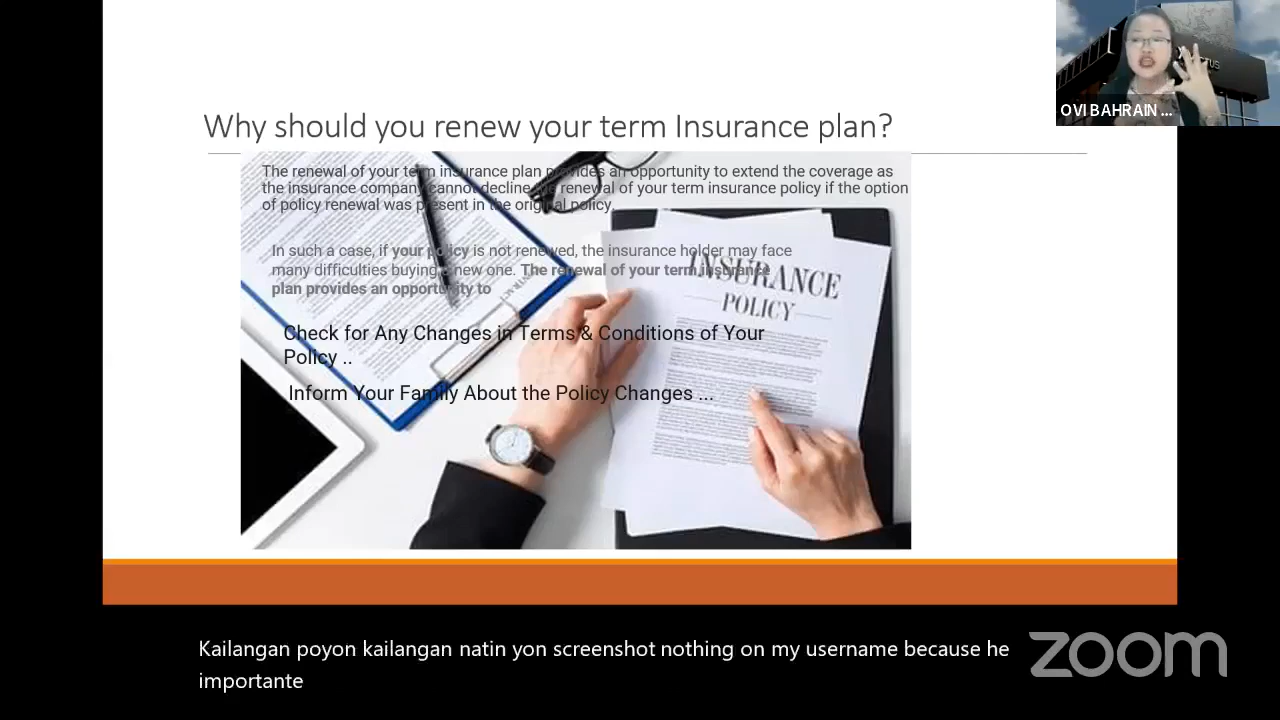 Why should you renew your term Insurance plan?
OVI BAHRAIN ...
The renewal of your term insurance plan provides an opportunity to extend the coverage as
the insurance company cannot decline the renewal of your term insurance policy if the option
of policy renewal was present in the original policy.
In such a case, if your policy is not renewed, the insurance holder may face
many difficulties buying a new one. The renewal of your term insurance
plan provides an opportunity to
INSURANCE
POLICY
Check for Any Changes in Terms & Conditions of Your
Policy ..
Inform Your Family About the Policy Changes ...
Kailangan poyon kailangan natin yon screenshot nothing on my username because he
importante
zoom